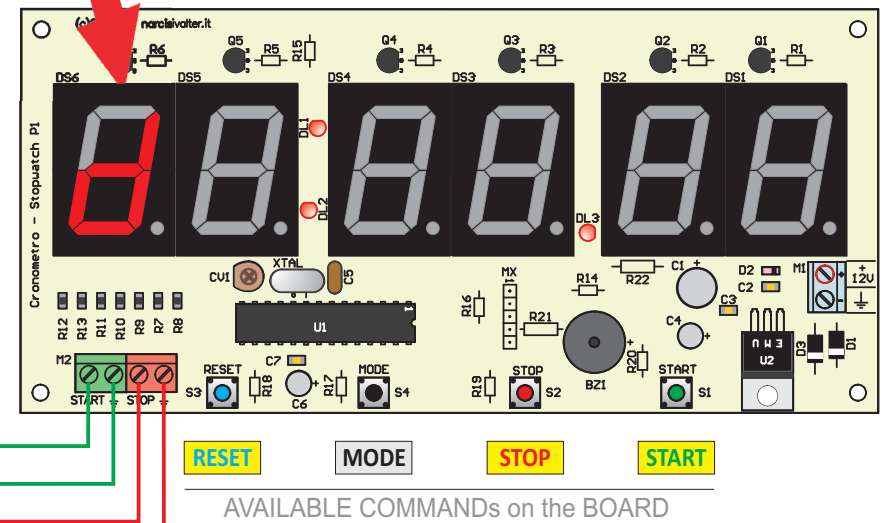 (c) narcisivalter.it
R6 Q5 R5 R15 Q4 R4 Q3 R3 Q2 R2 Q1 R1
DS6 DS5 DS4 DS3 DS2 DS1
DL1
DL2
DL3
Cronometro - Stopwatch P1
CV1 XTAL C5 MX R14 R22 C1 + D2 M1 + 12V
1
C2
C3
R12 R13 R11 R10 R9 R7 R8
U1 1 R16 R21 C4 +
U2
D3 D1
M2 C7 BZ1 + R20
START STOP
RESET MODE STOP START
S3 R18 C6 + R17 S4 R19 S2 S1
RESET MODE STOP START
AVAILABLE COMMANDs on the BOARD